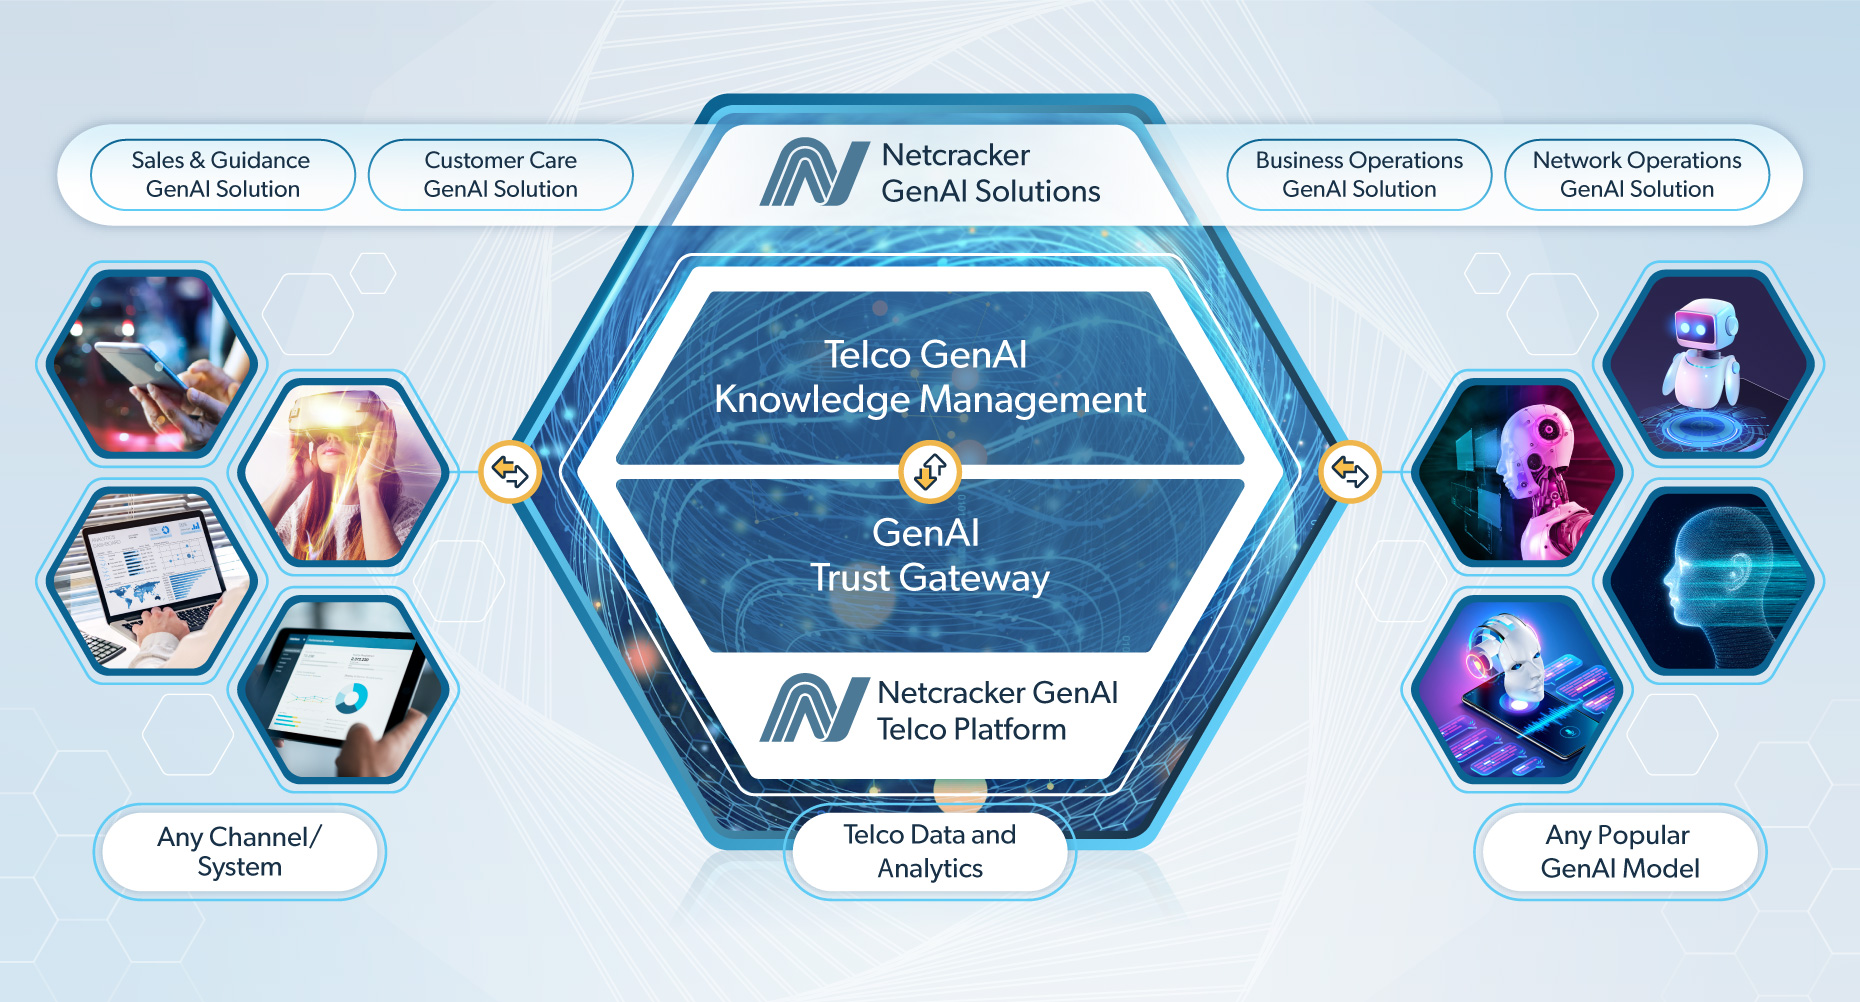 Sales & Guidance
GenAI Solution
Customer Care
GenAI Solution
Netcracker
GenAI Solutions
Business Operations
GenAI Solution
Network Operations
GenAI Solution
Telco GenAI
Knowledge Management
GenAI
Trust Gateway
Netcracker GenAI
Telco Platform
Any Channel/
System
Telco Data and
Analytics
Any Popular
GenAI Model